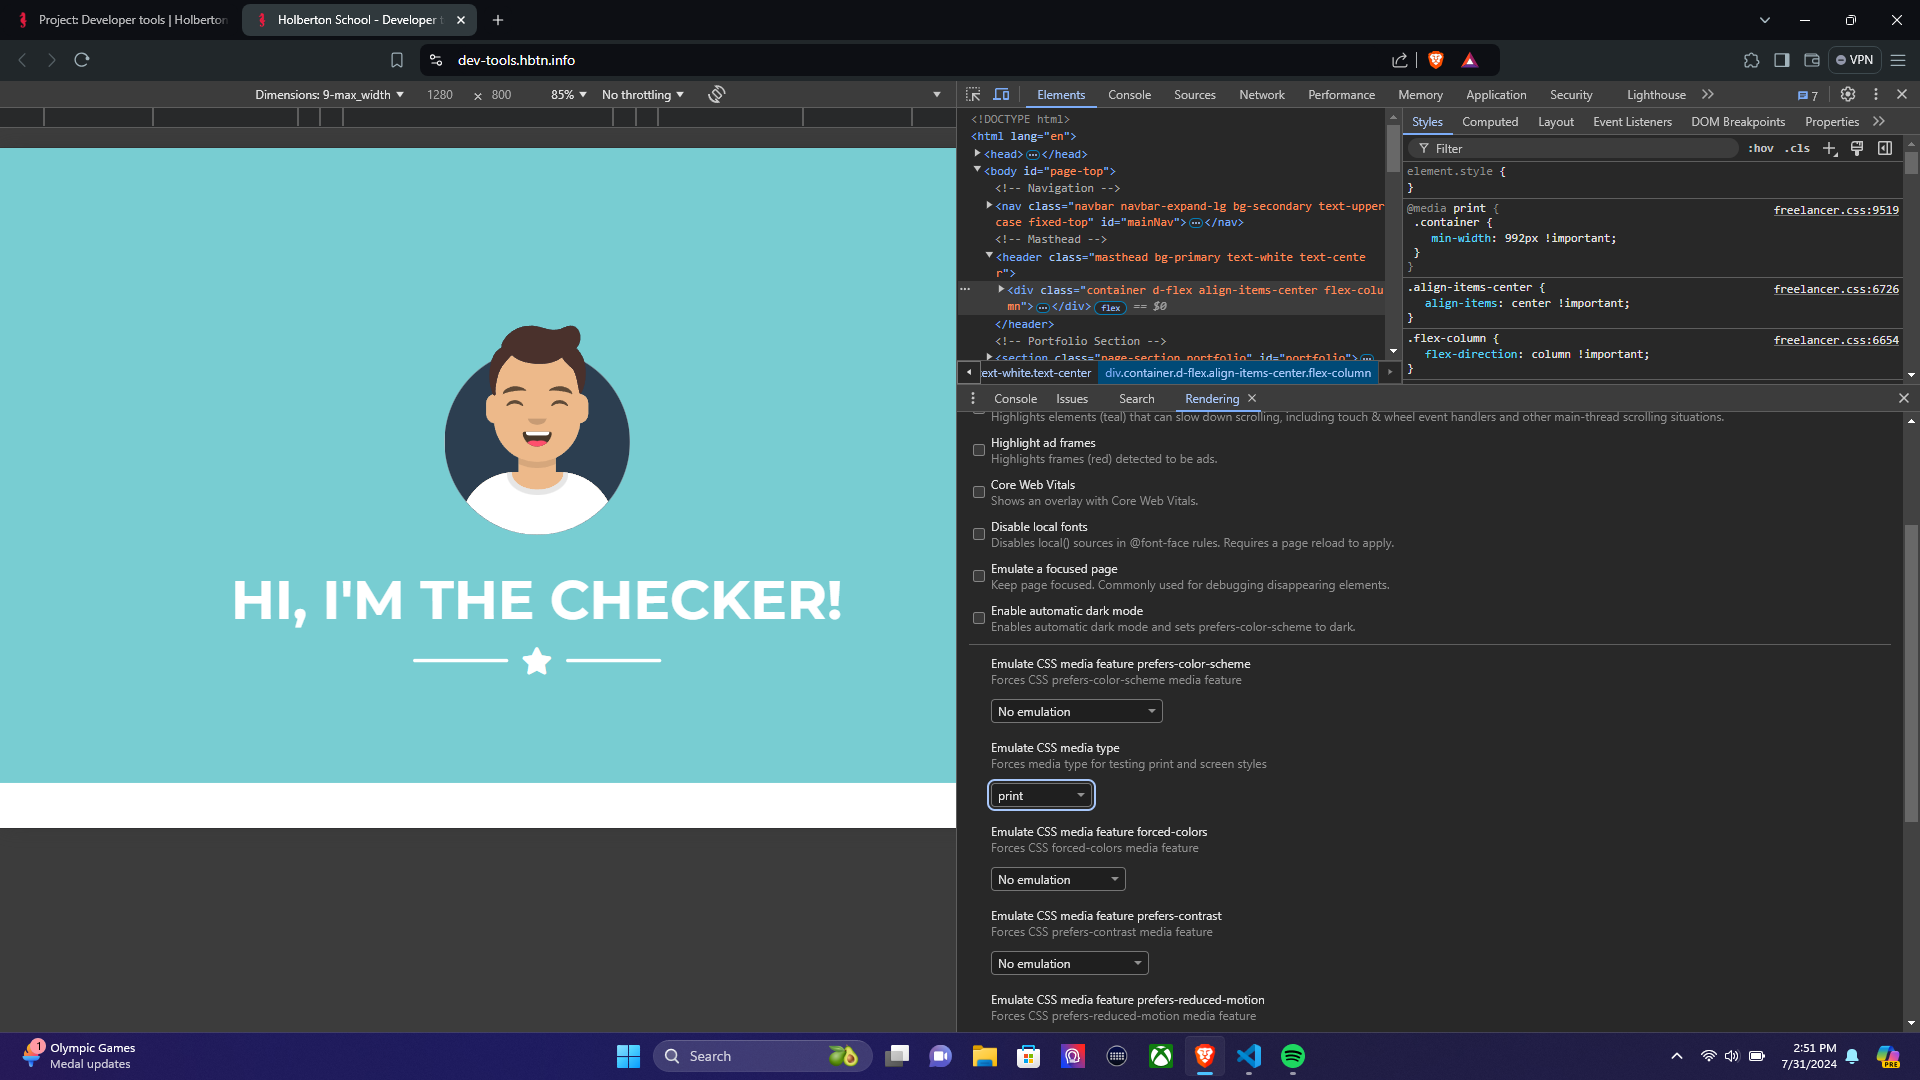 Project: Developer tools | Holberton
Holberton School - Developer t
dev-tools.hbtn.info
VPN
Dimensions: 9-max_width
1280 × 800
85%
No throttling
Elements
Console
Sources
Network
Performance
Memory
Application
Security
Lighthouse
7
<!DOCTYPE html>
<html lang="en">
<head> ••• </head>
<body id="page-top">
<!-- Navigation -->
<nav class="navbar navbar-expand-lg bg-secondary text-upper
case fixed-top" id="mainNav"> ••• </nav>
<!-- Masthead -->
<header class="masthead bg-primary text-white text-cente
r">
<div class="container d-flex align-items-center flex-colu
mn"> ••• </div> flex == $0
</header>
<!-- Portfolio Section -->
<section class="page-section portfolio" id="portfolio">
text-white.text-center
div.container.d-flex.align-items-center.flex-column
Styles
Computed
Layout
Event Listeners
DOM Breakpoints
Properties
Filter
:hov
.cls
element.style {
}
@media print {
freelancer.css:9519
.container {
min-width: 992px !important;
}
}
.align-items-center {
freelancer.css:6726
align-items: center !important;
}
.flex-column {
freelancer.css:6654
flex-direction: column !important;
}
Console
Issues
Search
Rendering
Highlights elements (teal) that can slow down scrolling, including touch & wheel event handlers and other main-thread scrolling situations.
Highlight ad frames
Highlights frames (red) detected to be ads.
Core Web Vitals
Shows an overlay with Core Web Vitals.
Disable local fonts
Disables local() sources in @font-face rules. Requires a page reload to apply.
Emulate a focused page
Keep page focused. Commonly used for debugging disappearing elements.
Enable automatic dark mode
Enables automatic dark mode and sets prefers-color-scheme to dark.
Emulate CSS media feature prefers-color-scheme
Forces CSS prefers-color-scheme media feature
No emulation
Emulate CSS media type
Forces media type for testing print and screen styles
print
Emulate CSS media feature forced-colors
Forces CSS forced-colors media feature
No emulation
Emulate CSS media feature prefers-contrast
Forces CSS prefers-contrast media feature
No emulation
Emulate CSS media feature prefers-reduced-motion
Forces CSS prefers-reduced-motion media feature
HI, I'M THE CHECKER!
1
Olympic Games
Medal updates
Search
2:51 PM
7/31/2024
PRE